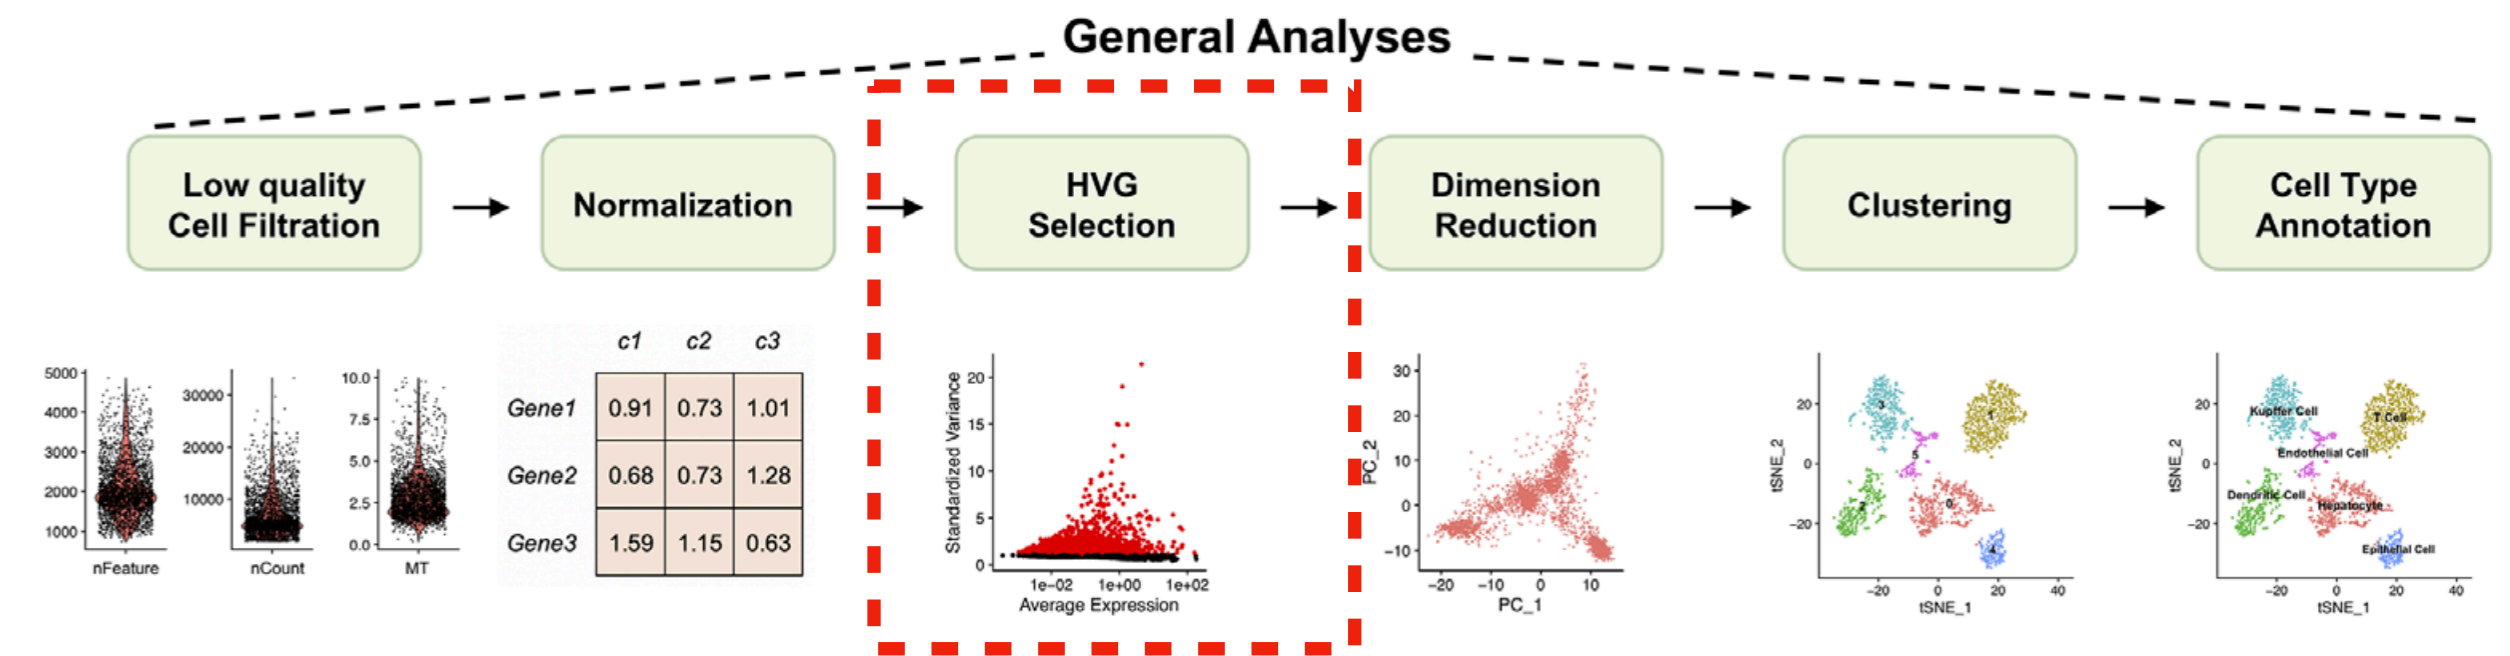 General Analyses
Low quality
Cell Filtration
Normalization
HVG
Selection
Dimension
Reduction
Clustering
Cell Type
Annotation
5000
4000
3000
2000
1000
nFeature
30000
20000
10000
nCount
10.0
7.5
5.0
2.5
0.0
MT
c1 c2 c3
Gene1 0.91 0.73 1.01
Gene2 0.68 0.73 1.28
Gene3 1.59 1.15 0.63
Standardized Variance
20
15
10
5
0
1e-02 1e+00 1e+02
Average Expression
PC_2
30
20
10
0
−10
−20 −10 0 10
PC_1
tSNE_2
20
0
−20
3
1
5
2
0
4
−20 0 20 40
tSNE_1
tSNE_2
20
0
−20
Kupffer Cell
T Cell
Endothelial Cell
Dendritic Cell
Hepatocyte
Epithelial Cell
−20 0 20 40
tSNE_1